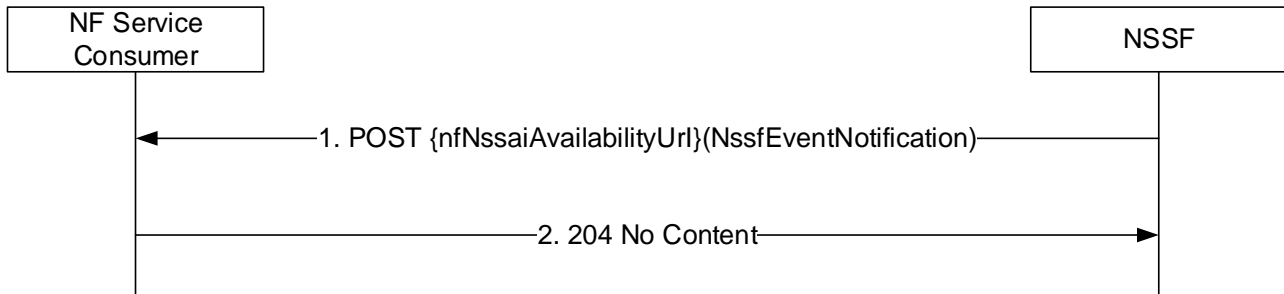 NF Service
Consumer
NSSF
1. POST {nfNssaiAvailabilityUrl}(NssfEventNotification)
2. 204 No Content